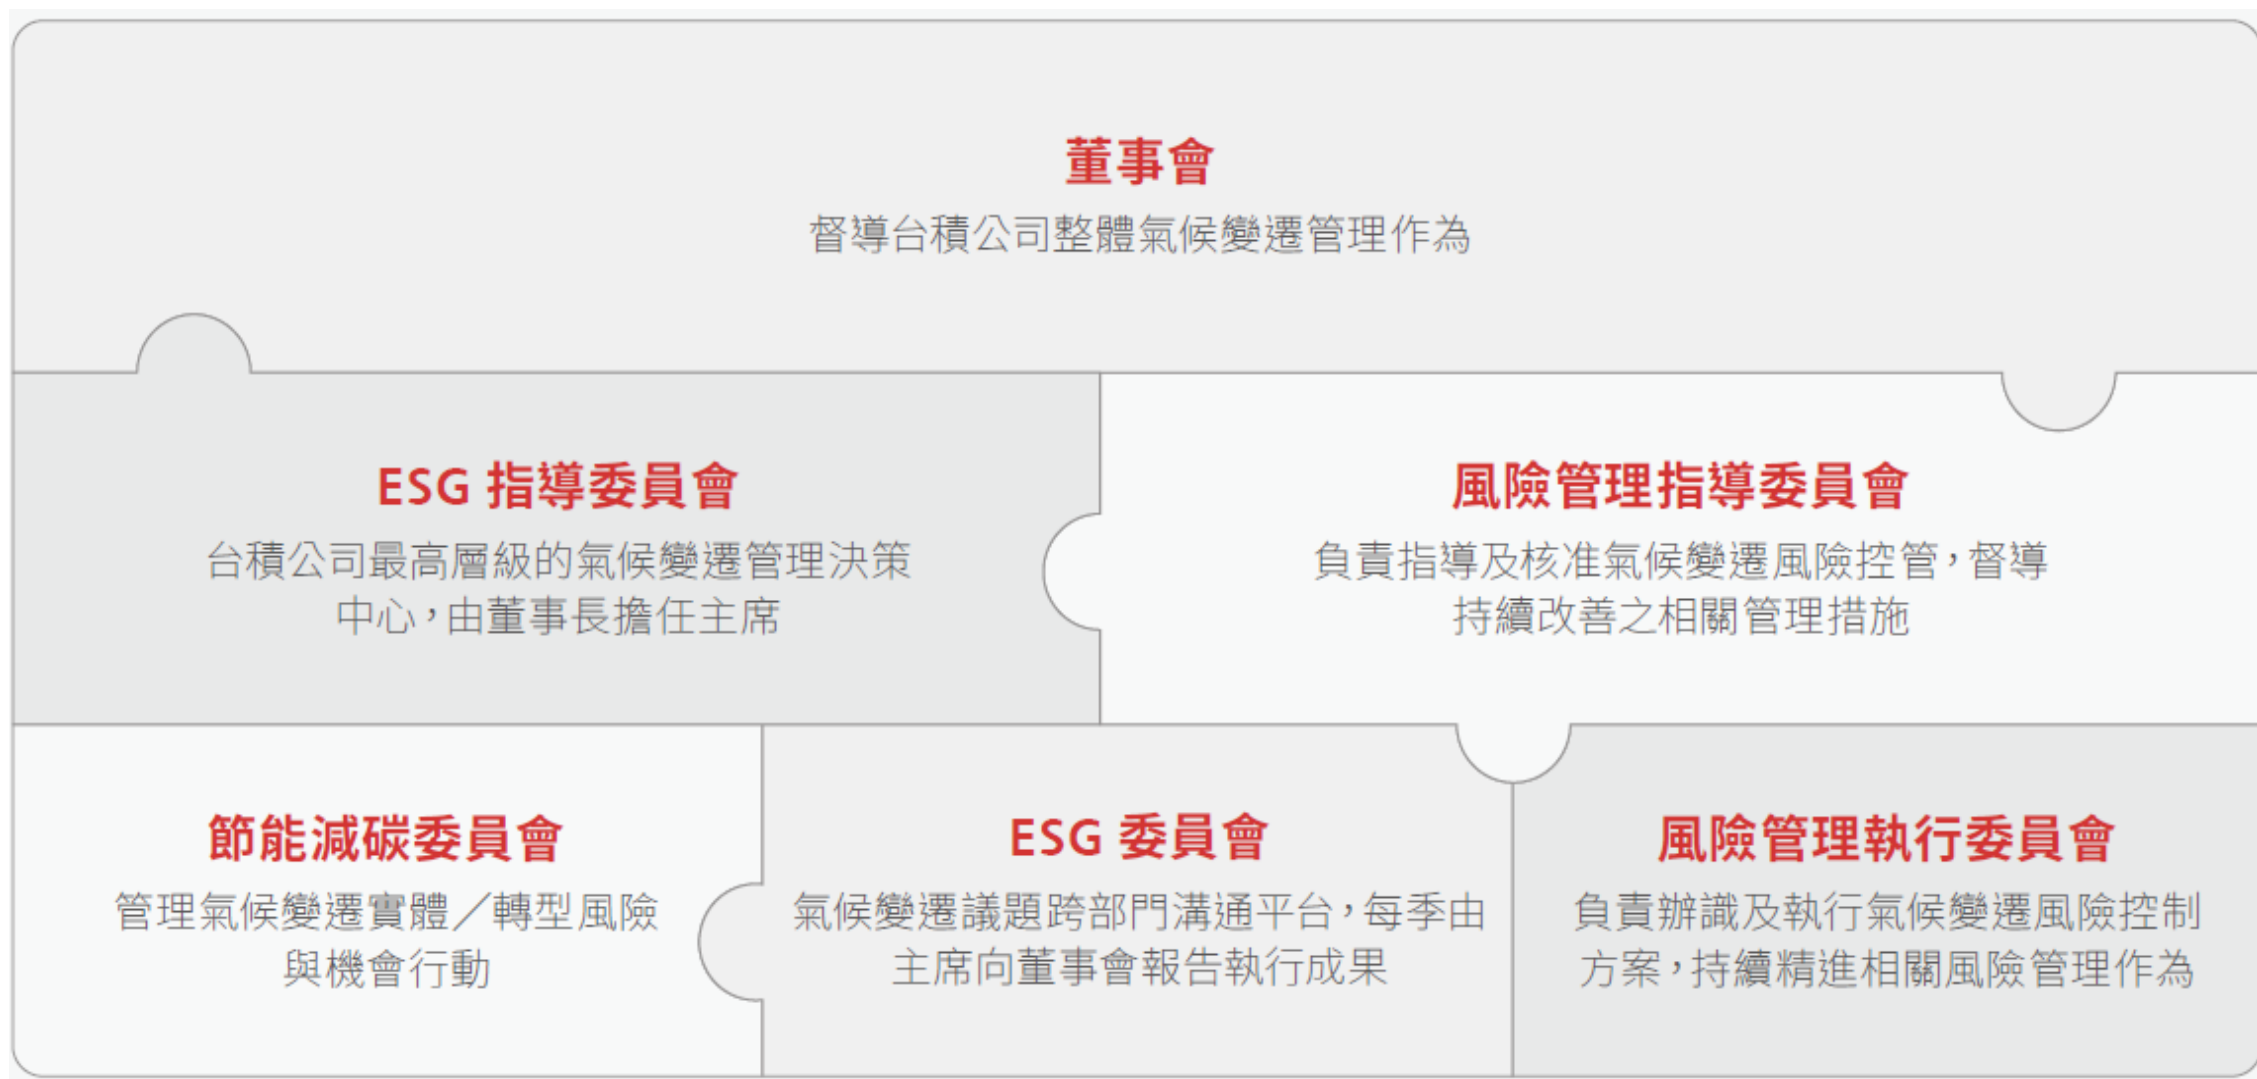 董事會
督導台積公司整體氣候變遷管理作為
ESG 指導委員會
台積公司最高層級的氣候變遷管理決策
中心，由董事長擔任主席
風險管理指導委員會
負責指導及核准氣候變遷風險控管，督導
持續改善之相關管理措施
節能減碳委員會
管理氣候變遷實體／轉型風險
與機會行動
ESG 委員會
氣候變遷議題跨部門溝通平台，每季由
主席向董事會報告執行成果
風險管理執行委員會
負責辦識及執行氣候變遷風險控制
方案，持續精進相關風險管理作為